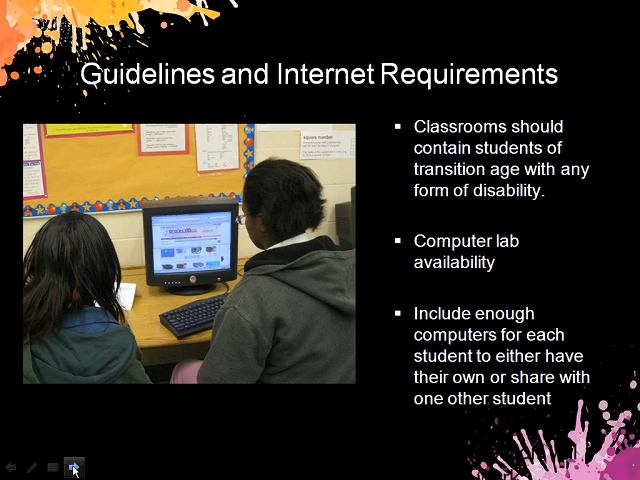 Guidelines and Internet Requirements
square number
▪ Classrooms should
contain students of
transition age with any
form of disability.
▪ Computer lab
availability
▪ Include enough
computers for each
student to either have
their own or share with
one other student